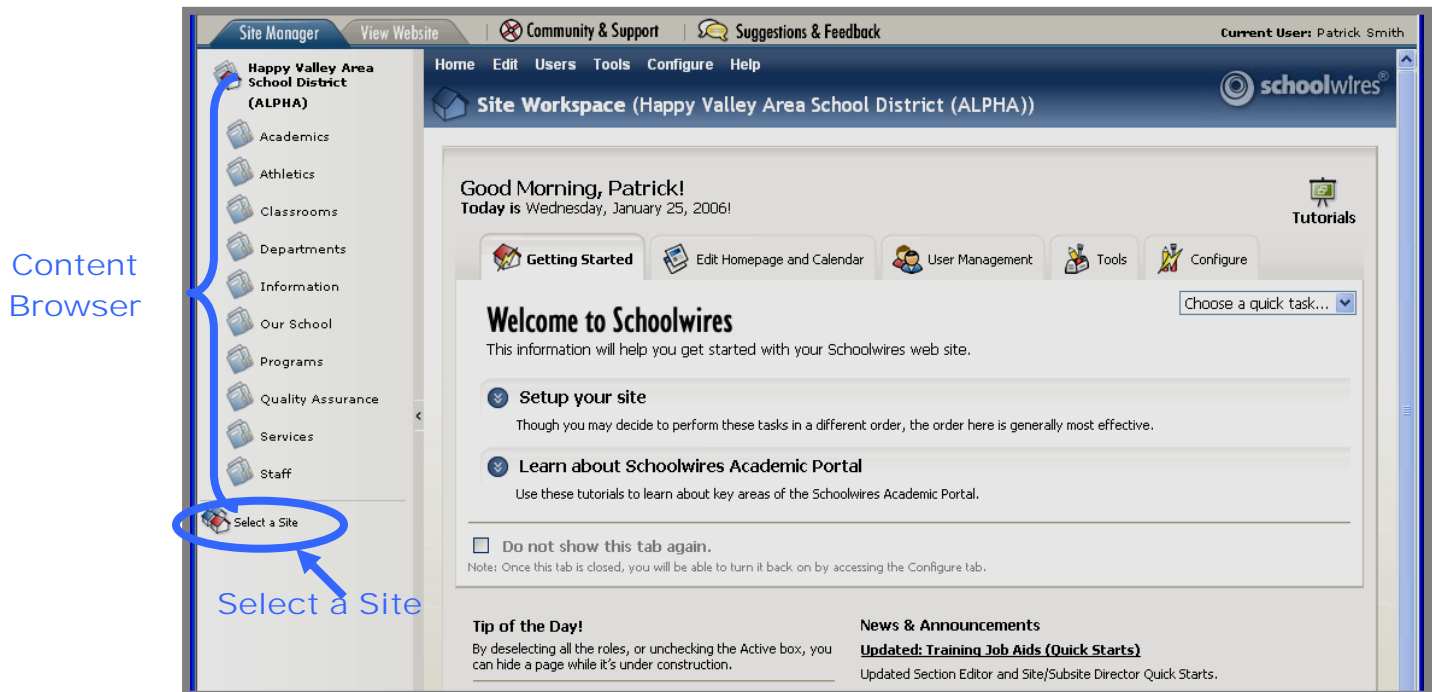 Site Manager View Website Community & Support Suggestions & Feedback Current User: Patrick Smith
Happy Valley Area
School District
(ALPHA)
Academics
Athletics
Classrooms
Departments
Information
Our School
Programs
Quality Assurance
Services
Staff
Select a Site
Content
Browser
Select a Site
Home Edit Users Tools Configure Help
Site Workspace (Happy Valley Area School District (ALPHA))
schoolwires®
Good Morning, Patrick!
Today is Wednesday, January 25, 2006!
Tutorials
Getting Started Edit Homepage and Calendar User Management Tools Configure
Choose a quick task...
Welcome to Schoolwires
This information will help you get started with your Schoolwires web site.
Setup your site
Though you may decide to perform these tasks in a different order, the order here is generally most effective.
Learn about Schoolwires Academic Portal
Use these tutorials to learn about key areas of the Schoolwires Academic Portal.
Do not show this tab again.
Note: Once this tab is closed, you will be able to turn it back on by accessing the Configure tab.
Tip of the Day!
By deselecting all the roles, or unchecking the Active box, you
can hide a page while it's under construction.
News & Announcements
Updated: Training Job Aids (Quick Starts)
Updated Section Editor and Site/Subsite Director Quick Starts.